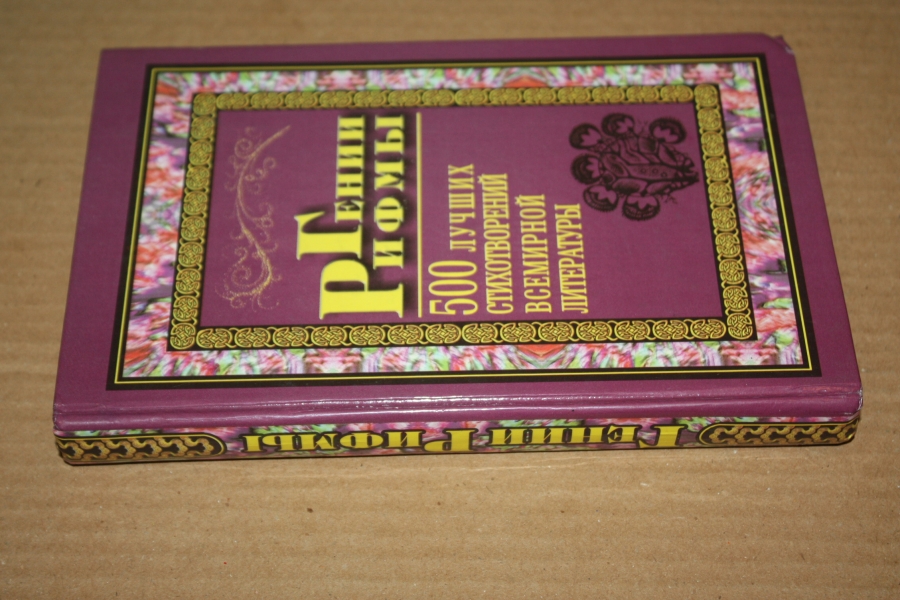 ГЕНИИ
РИФМЫ
500 ЛУЧШИХ
СТИХОТВОРЕНИЙ
ВСЕМИРНОЙ
ЛИТЕРАТУРЫ
ГЕНИИ РИФМЫ